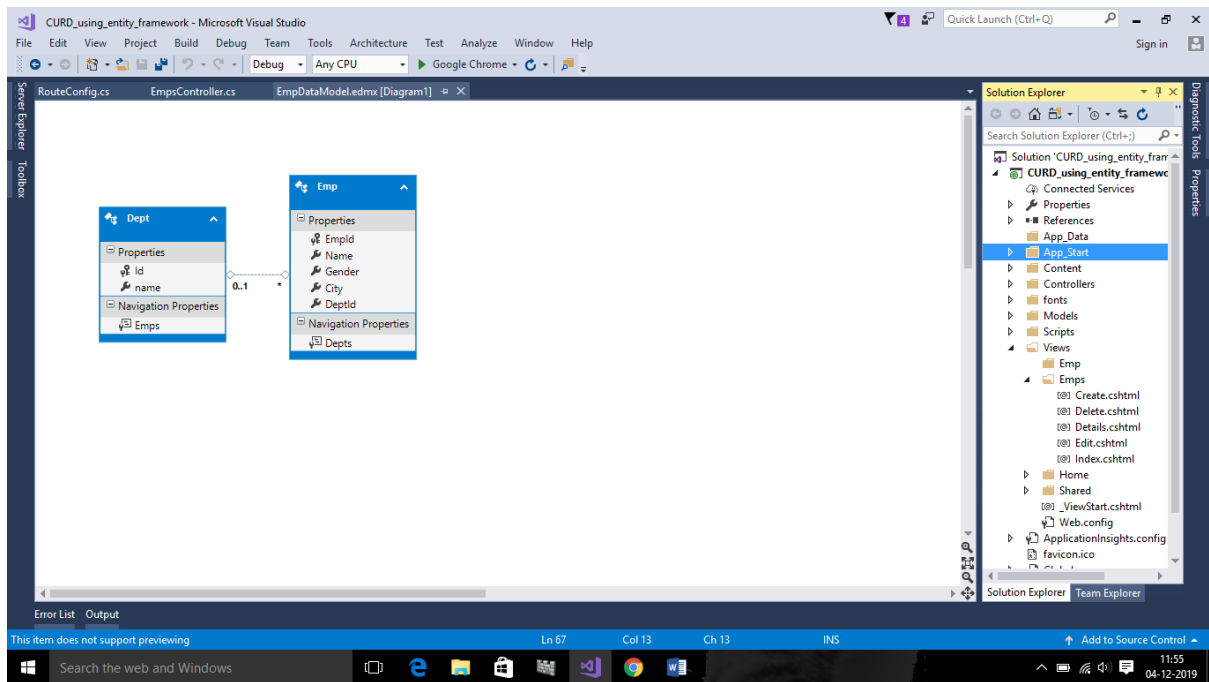 CURD_using_entity_framework - Microsoft Visual Studio
4
Quick Launch (Ctrl+Q)
File Edit View Project Build Debug Team Tools Architecture Test Analyze Window Help
Sign in
Debug Any CPU Google Chrome
Server Explorer
Toolbox
RouteConfig.cs EmpsController.cs EmpDataModel.edmx [Diagram1]
Dept
Properties
Id
name
Navigation Properties
Emps
0..1
*
Emp
Properties
EmpId
Name
Gender
City
DeptId
Navigation Properties
Depts
Solution Explorer
Search Solution Explorer (Ctrl+;)
Solution 'CURD_using_entity_fram
CURD_using_entity_framewo
Connected Services
Properties
References
App_Data
App_Start
Content
Controllers
fonts
Models
Scripts
Views
Emp
Emps
Create.cshtml
Delete.cshtml
Details.cshtml
Edit.cshtml
Index.cshtml
Home
Shared
_ViewStart.cshtml
Web.config
ApplicationInsights.config
favicon.ico
Solution Explorer Team Explorer
Diagnostic Tools
Properties
Error List Output
This item does not support previewing Ln 67 Col 13 Ch 13 INS Add to Source Control
Search the web and Windows
11:55
04-12-2019